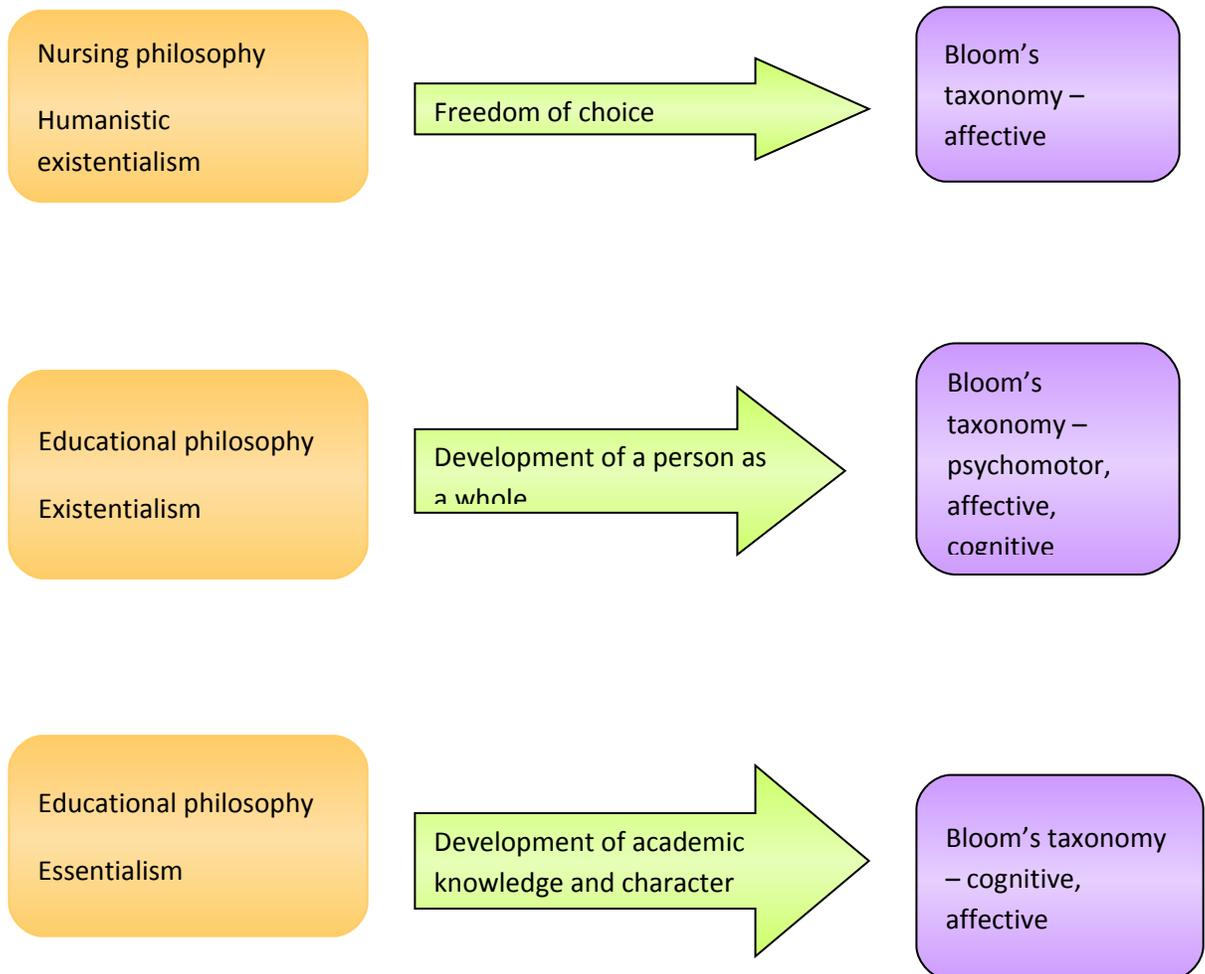 Nursing philosophy
Humanistic
existentialism
Freedom of choice
Bloom’s
taxonomy –
affective
Educational philosophy
Existentialism
Development of a person as
a whole
Bloom’s
taxonomy –
psychomotor,
affective,
cognitive
Educational philosophy
Essentialism
Development of academic
knowledge and character
Bloom’s taxonomy
– cognitive,
affective